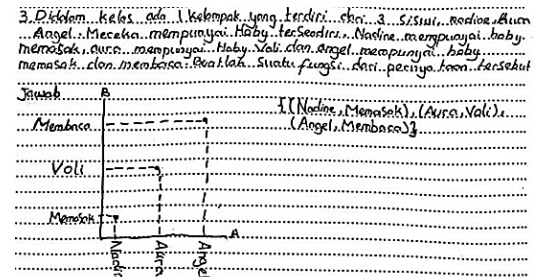 3. Didalam kelas ada 1 kelompok yang terdiri dari 3 siswi, Nadine, Aura
Angel. Mereka mempunyai Hoby tersendiri. Nadine mempunyai hoby
memasak, aura mempunyai Hoby Voli dan angel mempunyai hoby
memasak dan membaca. Buatlah suatu fungsi dari pernyataan tersebut
Jawab
B
{(Nadine, Memasak), (Aura, Voli),
(Angel, Membaca)}
Membaca
Voli
Memasak
A
Aura
Angel